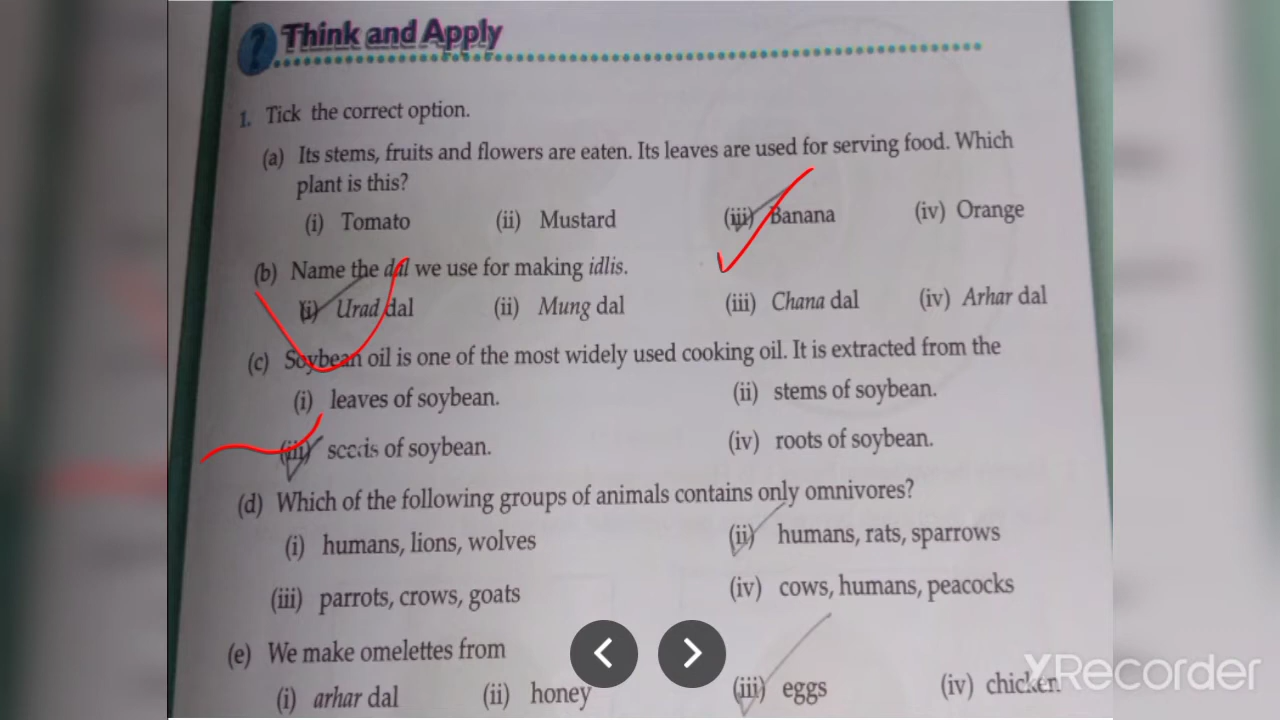 ? Think and Apply
1. Tick the correct option.
(a) Its stems, fruits and flowers are eaten. Its leaves are used for serving food. Which
plant is this?
(i) Tomato (ii) Mustard (iii) Banana (iv) Orange
(b) Name the dal we use for making idlis.
(i) Urad dal (ii) Mung dal (iii) Chana dal (iv) Arhar dal
(c) Soybean oil is one of the most widely used cooking oil. It is extracted from the
(i) leaves of soybean. (ii) stems of soybean.
(iii) seeds of soybean. (iv) roots of soybean.
(d) Which of the following groups of animals contains only omnivores?
(i) humans, lions, wolves (ii) humans, rats, sparrows
(iii) parrots, crows, goats (iv) cows, humans, peacocks
(e) We make omelettes from
(i) arhar dal (ii) honey (iii) eggs (iv) chicken
XRecorder